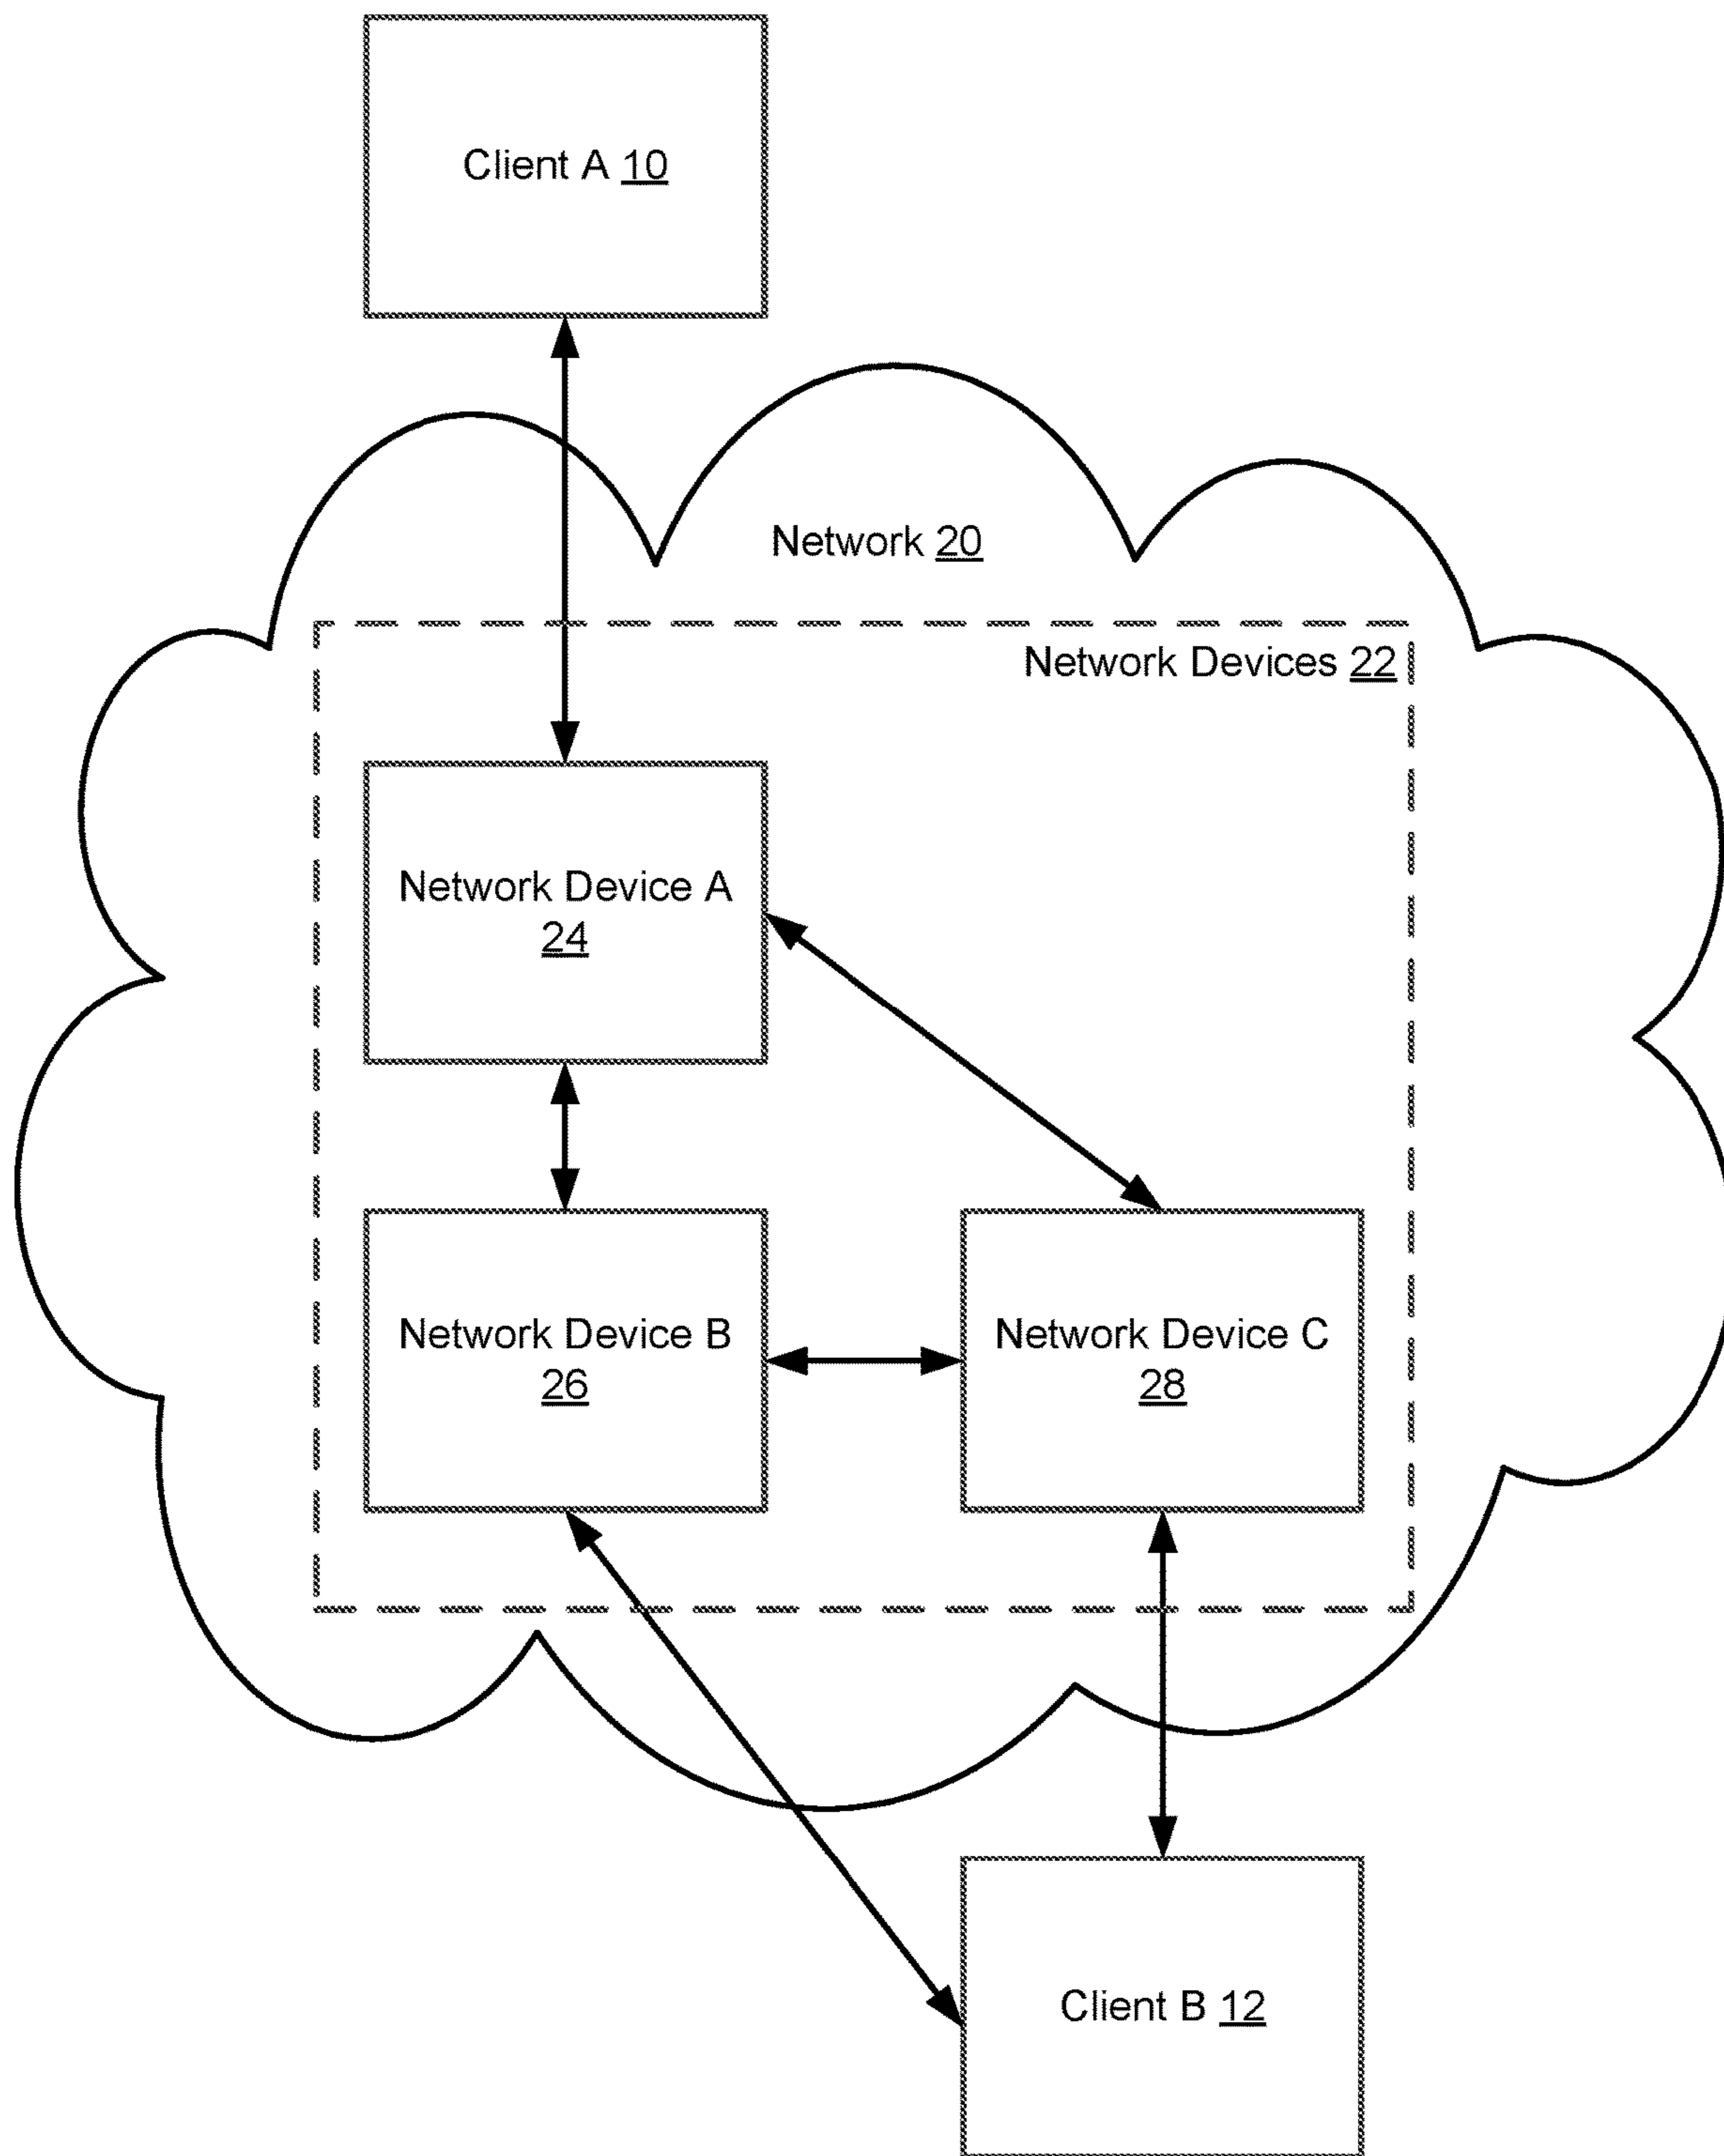 Client A 10
Network 20
Network Devices 22
Network Device A
24
Network Device B
26
Network Device C
28
Client B 12